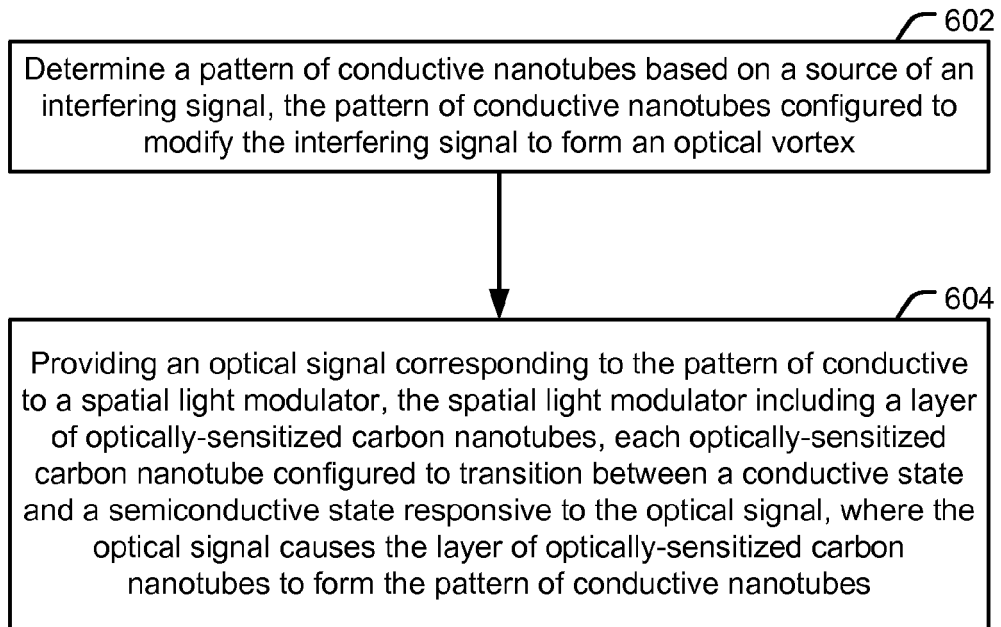 602
Determine a pattern of conductive nanotubes based on a source of an
interfering signal, the pattern of conductive nanotubes configured to
modify the interfering signal to form an optical vortex
604
Providing an optical signal corresponding to the pattern of conductive
to a spatial light modulator, the spatial light modulator including a layer
of optically-sensitized carbon nanotubes, each optically-sensitized
carbon nanotube configured to transition between a conductive state
and a semiconductive state responsive to the optical signal, where the
optical signal causes the layer of optically-sensitized carbon
nanotubes to form the pattern of conductive nanotubes